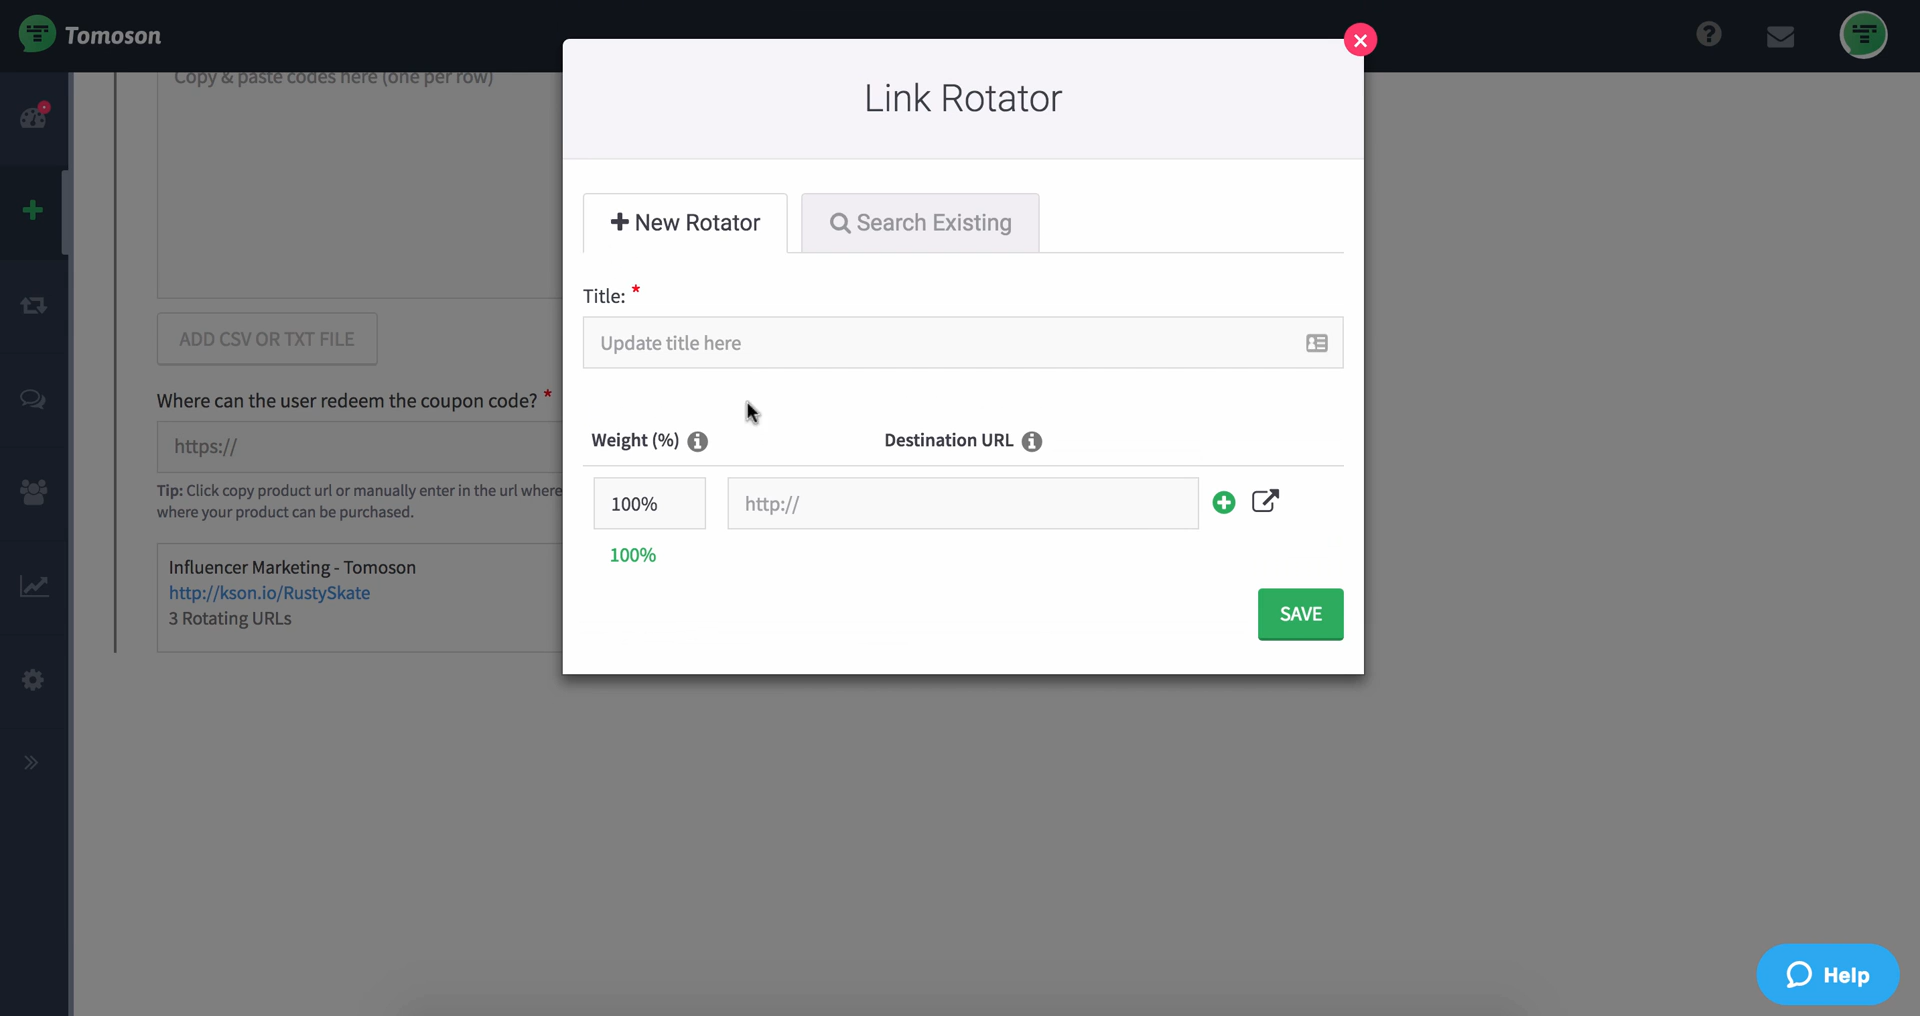 Tomoson
Copy & paste codes here (one per row)
ADD CSV OR TXT FILE
Where can the user redeem the coupon code? *
https://
Tip: Click copy product url or manually enter in the url where
where your product can be purchased.
Influencer Marketing - Tomoson
http://kson.io/RustySkate
3 Rotating URLs
Link Rotator
New Rotator
Search Existing
Title: *
Update title here
Weight (%)
Destination URL
100%
http://
100%
SAVE
Help